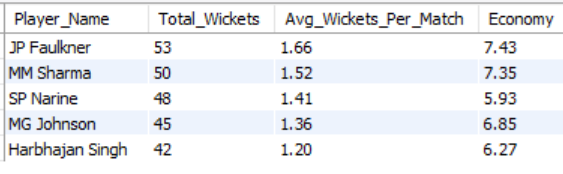 Player_Name Total_Wickets Avg_Wickets_Per_Match Economy
JP Faulkner 53 1.66 7.43
MM Sharma 50 1.52 7.35
SP Narine 48 1.41 5.93
MG Johnson 45 1.36 6.85
Harbhajan Singh 42 1.20 6.27